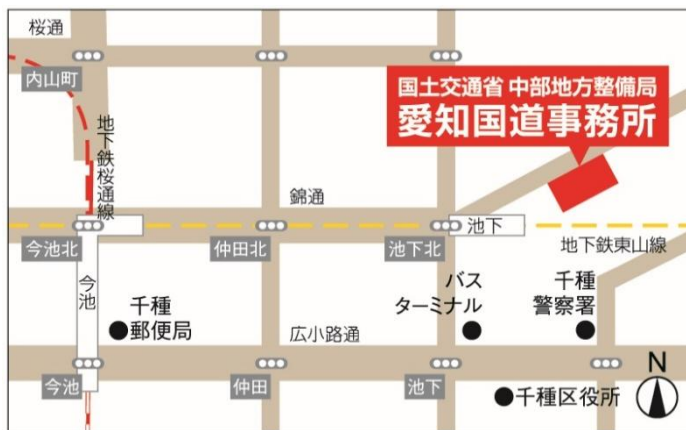 桜通
内山町
地下鉄桜通線
国土交通省 中部地方整備局
愛知国道事務所
錦通
今池北
仲田北
池下北
池下
地下鉄東山線
今池
千種
郵便局
バス
ターミナル
千種
警察署
広小路通
今池
仲田
池下
千種区役所
N